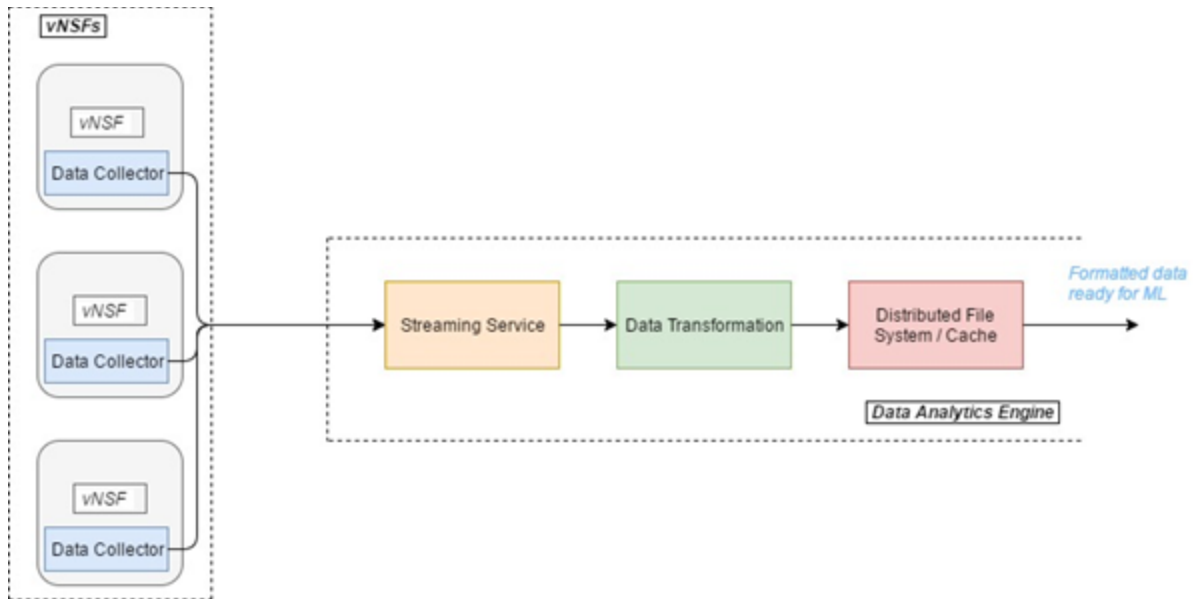 vNSFs
vNSF
Data Collector
vNSF
Data Collector
vNSF
Data Collector
Streaming Service
Data Transformation
Distributed File
System / Cache
Data Analytics Engine
Formatted data
ready for ML